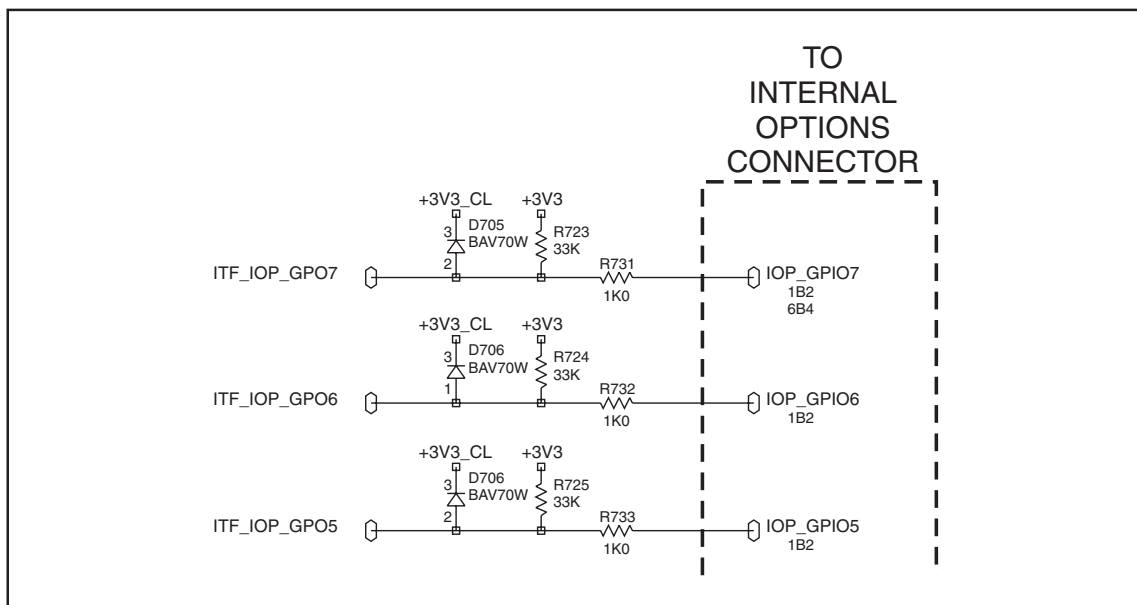 TO
INTERNAL
OPTIONS
CONNECTOR
+3V3_CL
+3V3
3
D705
BAV70W
R723
33K
2
ITF_IOP_GPO7
R731
1K0
IOP_GPIO7
1B2
6B4
+3V3_CL
+3V3
3
D706
BAV70W
R724
33K
1
ITF_IOP_GPO6
R732
1K0
IOP_GPIO6
1B2
+3V3_CL
+3V3
3
D706
BAV70W
R725
33K
2
ITF_IOP_GPO5
R733
1K0
IOP_GPIO5
1B2